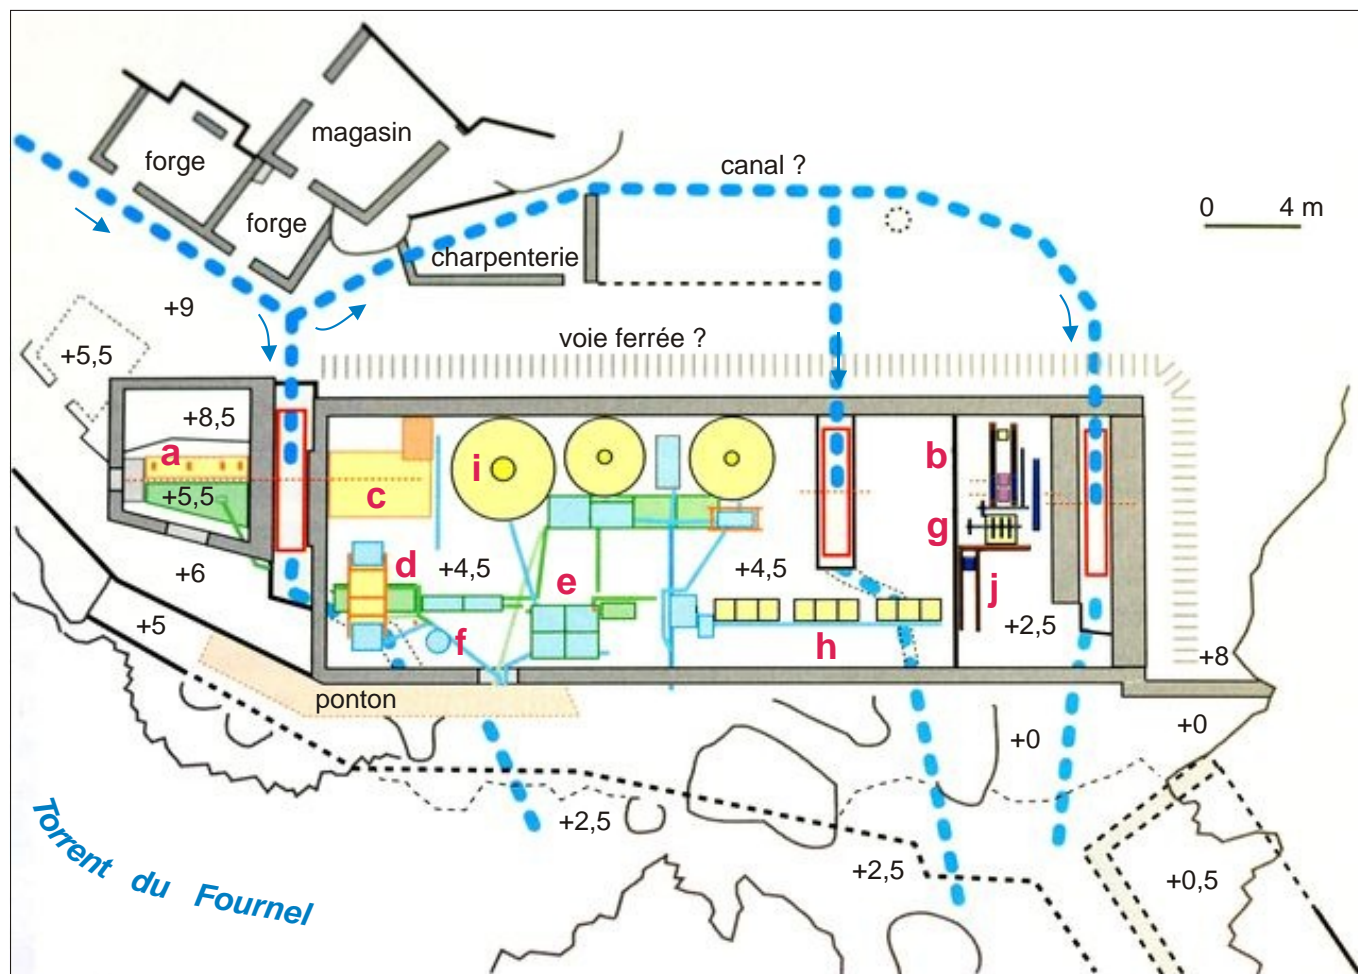 magasin
forge
canal ?
0 4 m
forge
charpenterie
+9
voie ferrée ?
+5,5
+8,5
a
b
i
c
+5,5
g
d
+4,5
+4,5
e
+6
j
+5
f
h
+2,5
+8
ponton
+0
+0
+2,5
+2,5
+0,5
Torrent du Fournel